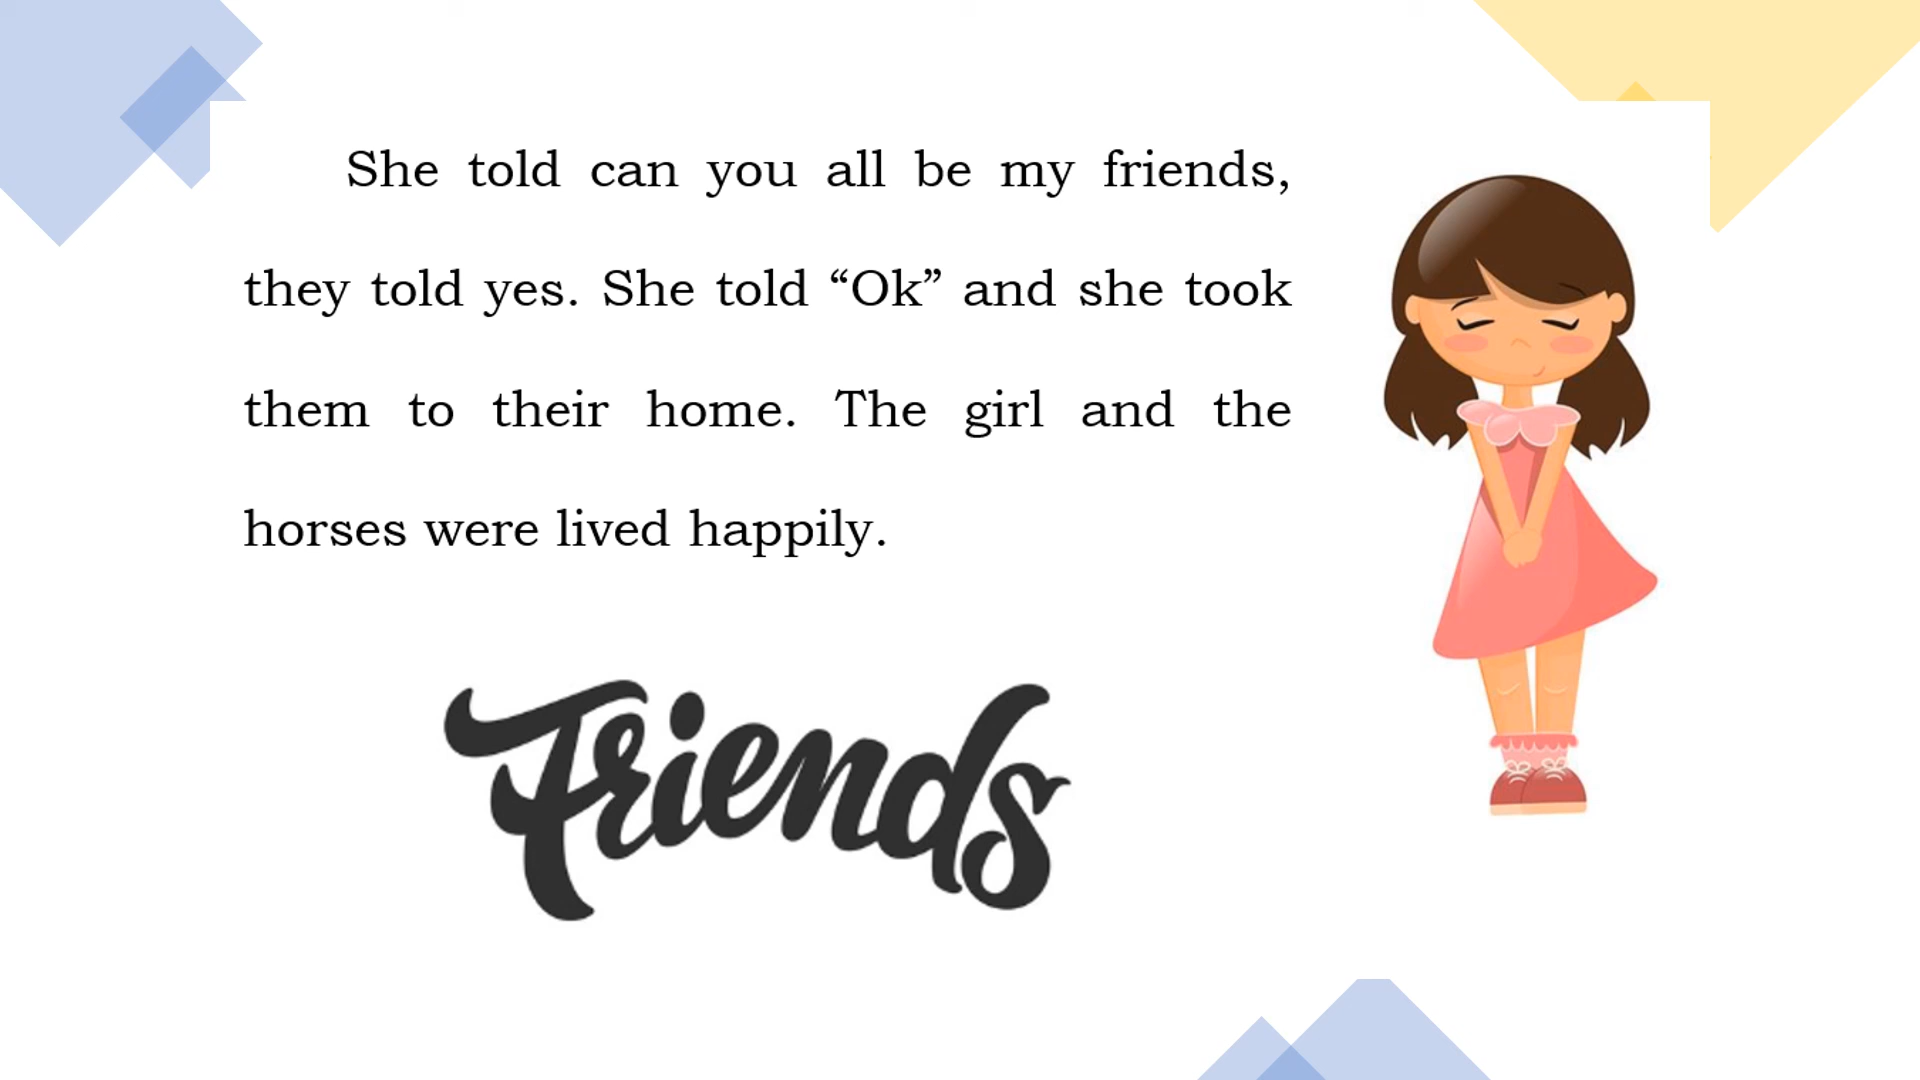 She told can you all be my friends,
they told yes. She told “Ok” and she took
them to their home. The girl and the
horses were lived happily.
Friends